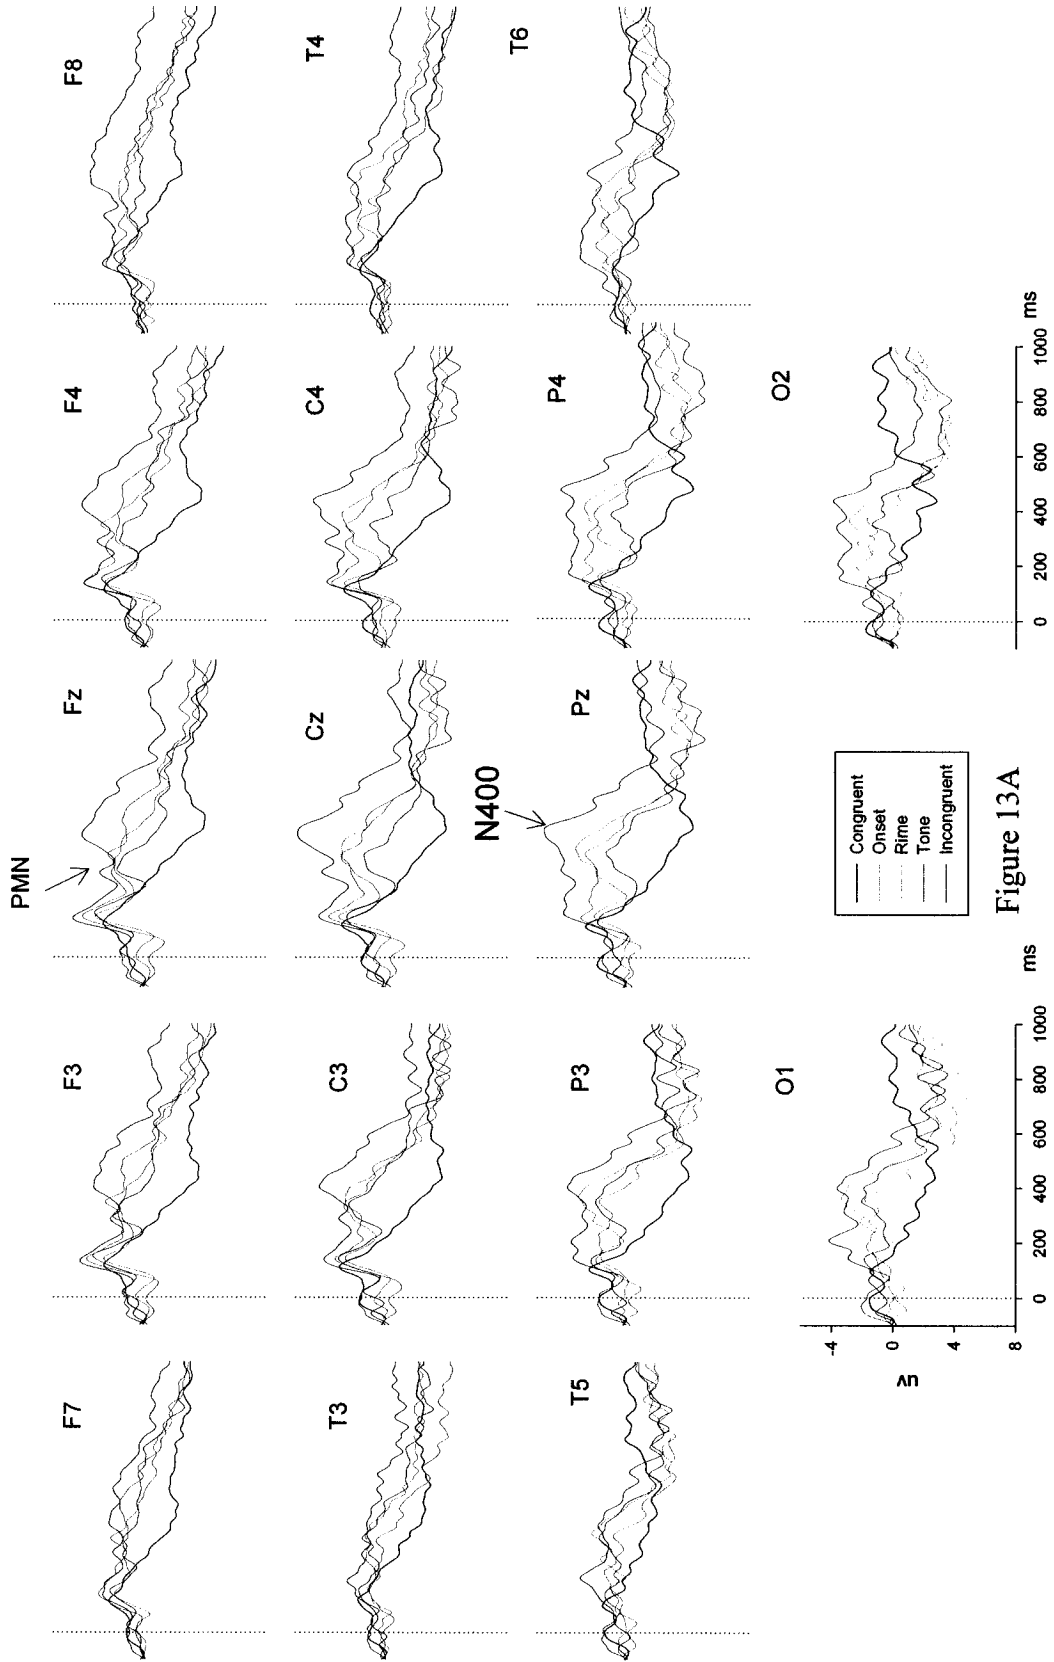 PMN
F7
F3
Fz
F4
F8
T3
C3
Cz
C4
T4
N400
T5
P3
Pz
P4
T6
O1
O2
-4
0
4
8
uv
0 200 400 600 800 1000 ms
0 200 400 600 800 1000 ms
Congruent
Onset
Rime
Tone
Incongruent
Figure 13A